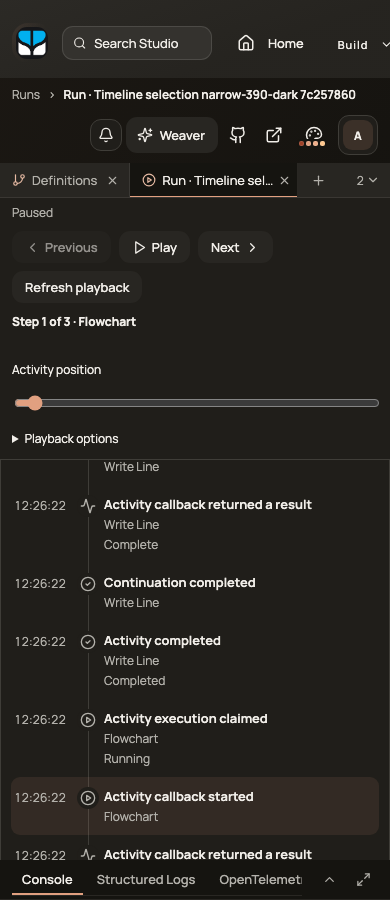 Search Studio
Home
Build
Runs > Run · Timeline selection narrow-390-dark 7c257860
Weaver
A
Definitions
Run · Timeline sel...
2
Paused
Previous
Play
Next
Refresh playback
Step 1 of 3 · Flowchart
Activity position
Playback options
Write Line
12:26:22 Activity callback returned a result
Write Line
Complete
12:26:22 Continuation completed
Write Line
12:26:22 Activity completed
Write Line
Completed
12:26:22 Activity execution claimed
Flowchart
Running
12:26:22 Activity callback started
Flowchart
12:26:22 Activity callback returned a result
Console
Structured Logs
OpenTelemet